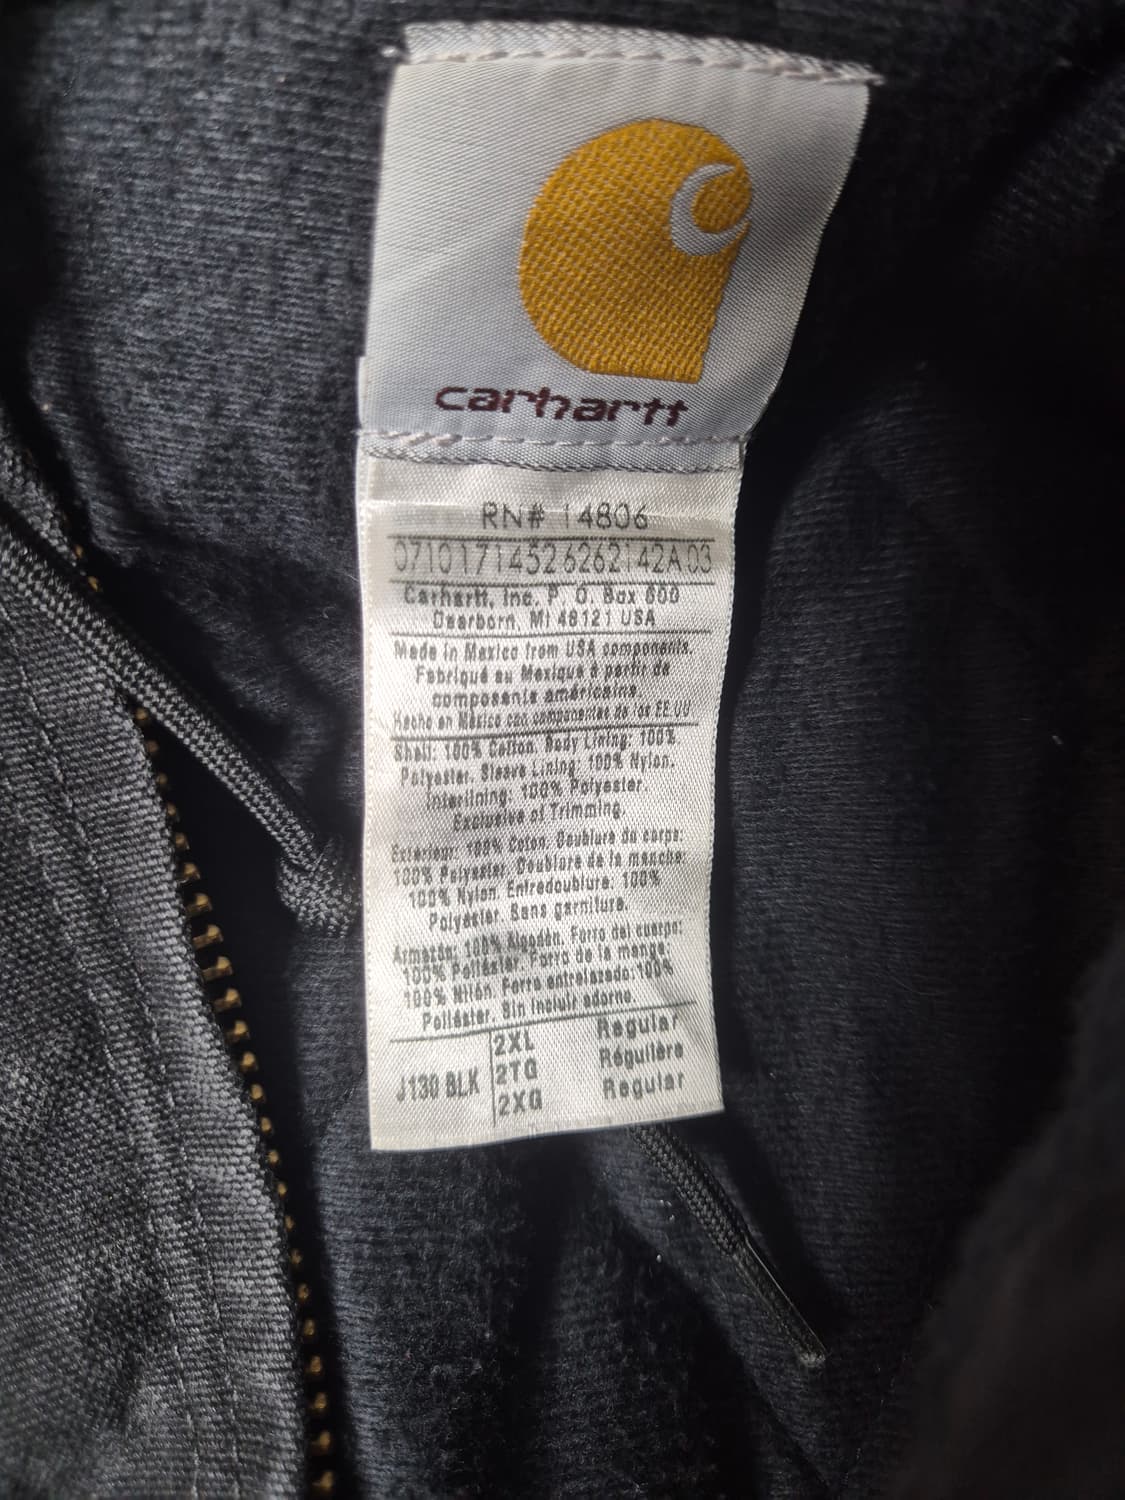 carhartt
RN# 14806
07101714526262142A03
Carhartt, Inc. P. O. Box 600
Dearborn, MI 48121 USA
Made in Mexico from USA components.
Fabriqué au Mexique à partir de
composants américains.
Hecho en México con componentes de los EE.UU
Shell: 100% Cotton. Body Lining: 100%
Polyester. Sleeve Lining: 100% Nylon.
Interlining: 100% Polyester.
Exclusive of Trimming
Extérieur: 100% Coton. Doublure du corps:
100% Polyester. Doublure de la manche:
100% Nylon. Entredoublure: 100%
Polyéster. Sans garniture.
Armazón: 100% Algodón. Forro del cuerpo:
100% Poliéster. Forro de la manga:
100% Nilón. Forro entrelazado: 100%
Poliéster. Sin incluir adorno.
2XL Regular
J130 BLK 2TG Régulière
2XG Regular